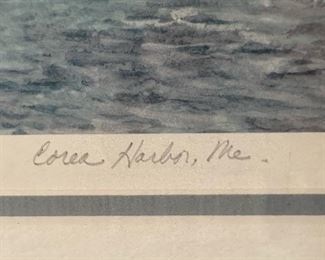 Corea Harbor, Me.